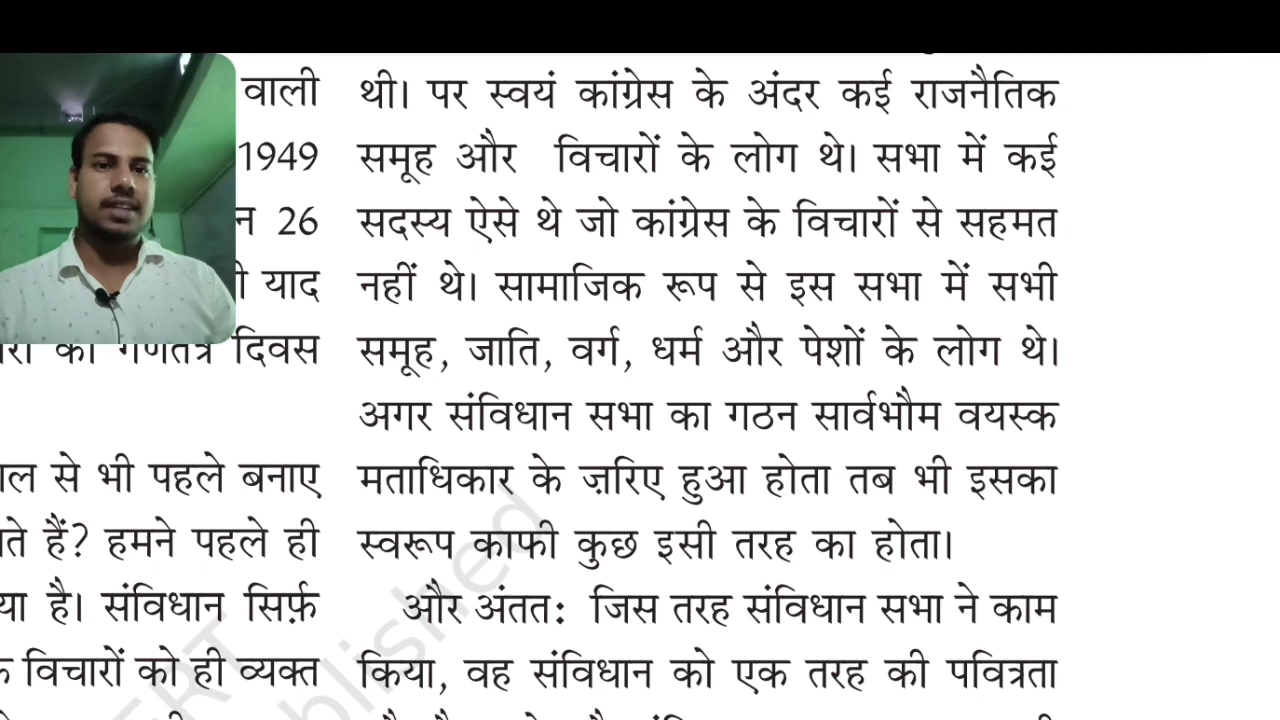 वाली
1949
26
याद
का गणतंत्र दिवस
से भी पहले बनाए
हैं? हमने पहले ही
है। संविधान सिर्फ़
विचारों को ही व्यक्त
थी। पर स्वयं कांग्रेस के अंदर कई राजनैतिक
समूह और विचारों के लोग थे। सभा में कई
सदस्य ऐसे थे जो कांग्रेस के विचारों से सहमत
नहीं थे। सामाजिक रूप से इस सभा में सभी
समूह, जाति, वर्ग, धर्म और पेशों के लोग थे।
अगर संविधान सभा का गठन सार्वभौम वयस्क
मताधिकार के ज़रिए हुआ होता तब भी इसका
स्वरूप काफी कुछ इसी तरह का होता।
और अंतत: जिस तरह संविधान सभा ने काम
किया, वह संविधान को एक तरह की पवित्रता